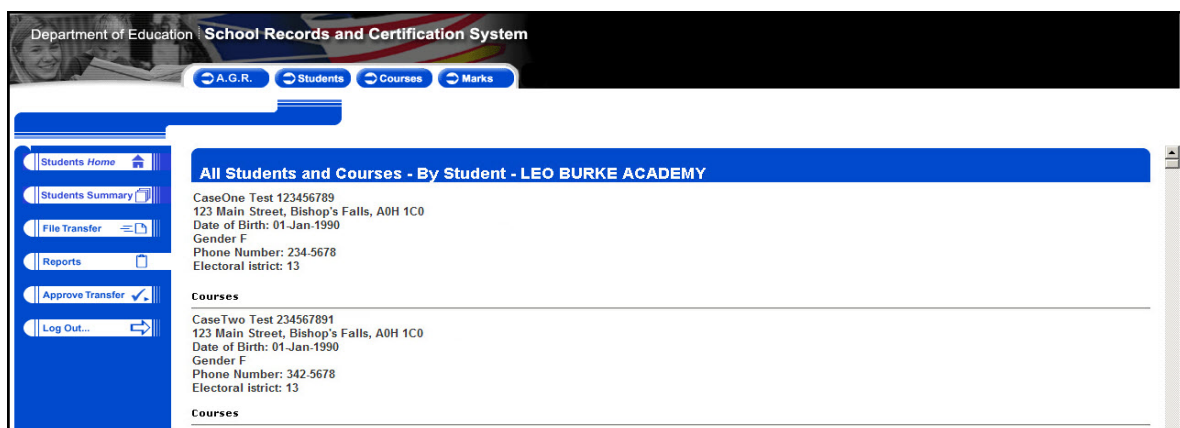 Department of Education School Records and Certification System
A.G.R. Students Courses Marks
Students Home
Students Summary
File Transfer
Reports
Approve Transfer
Log Out...
All Students and Courses - By Student - LEO BURKE ACADEMY
CaseOne Test 123456789
123 Main Street, Bishop's Falls, A0H 1C0
Date of Birth: 01-Jan-1990
Gender F
Phone Number: 234-5678
Electoral istrict: 13
Courses
CaseTwo Test 234567891
123 Main Street, Bishop's Falls, A0H 1C0
Date of Birth: 01-Jan-1990
Gender F
Phone Number: 342-5678
Electoral istrict: 13
Courses